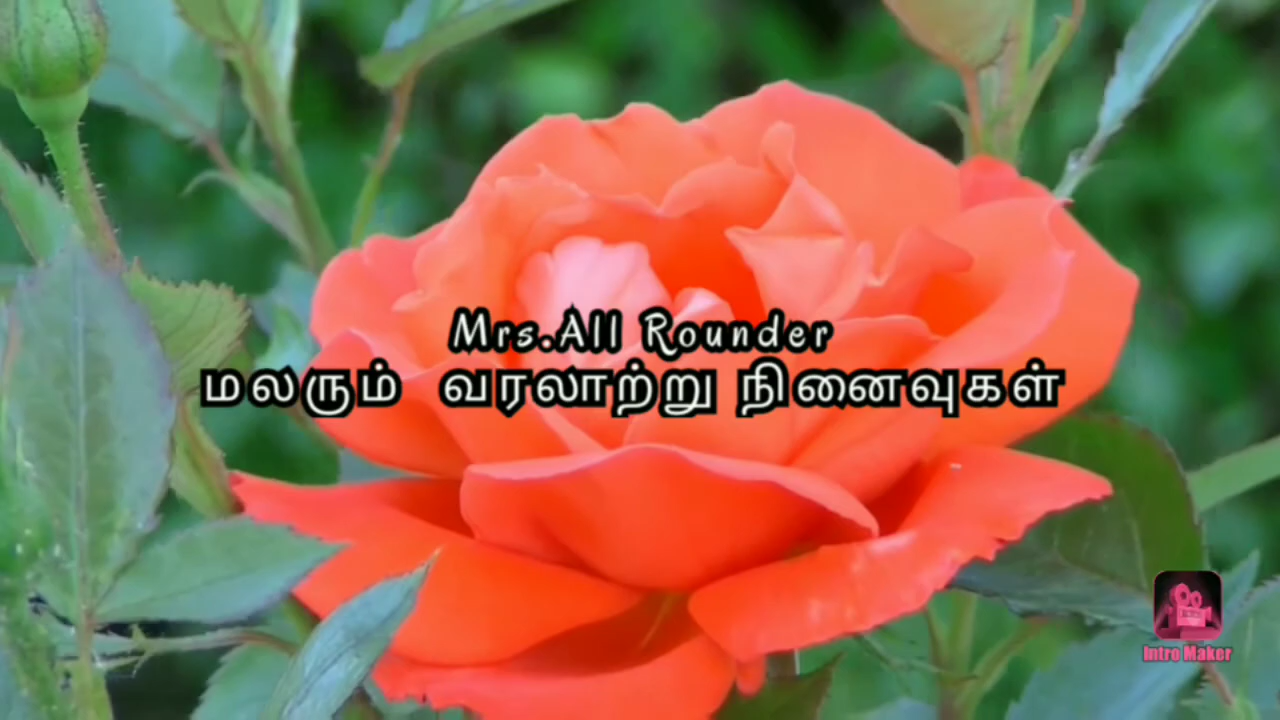 Mrs.All Rounder
மலரும் வரலாற்று நினைவுகள்
Intro Maker